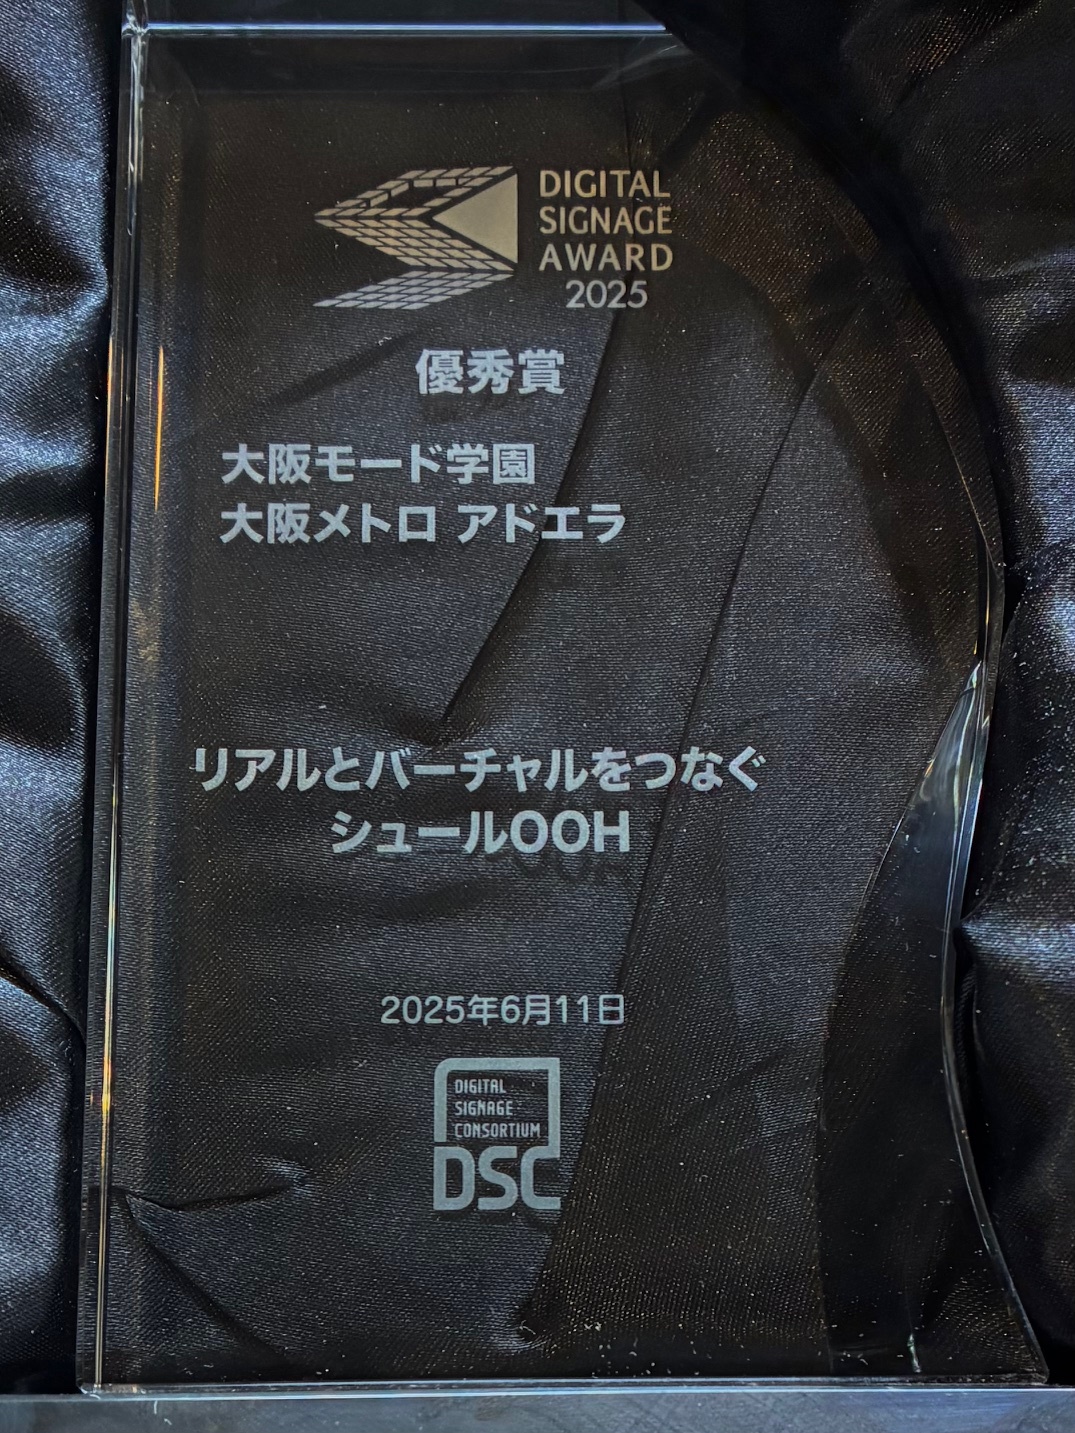 DIGITAL
SIGNAGE
AWARD
2025
優秀賞
大阪モード学園
大阪メトロ アドエラ
リアルとバーチャルをつなぐ
シュールOOH
2025年6月11日
DIGITAL
SIGNAGE
CONSORTIUM
DSC